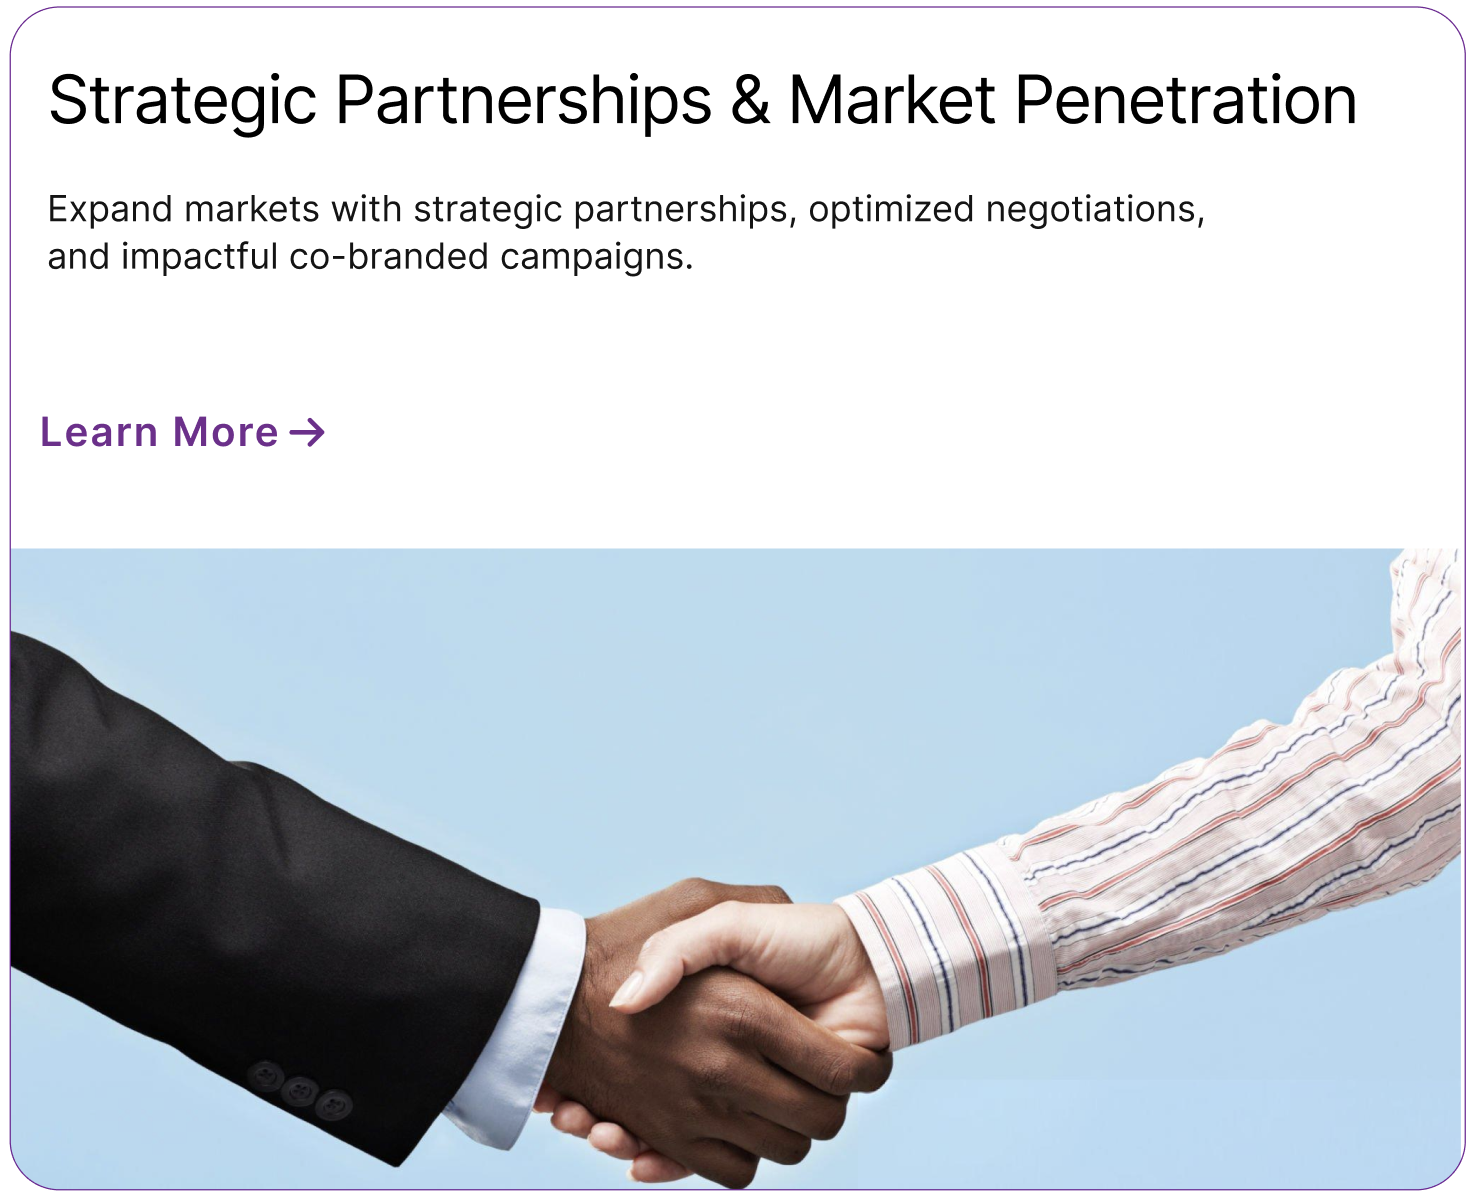 Strategic Partnerships & Market Penetration
Expand markets with strategic partnerships, optimized negotiations,
and impactful co-branded campaigns.
Learn More →